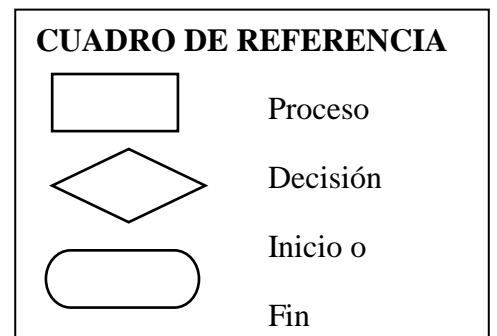 CUADRO DE REFERENCIA
Proceso
Decisión
Inicio o
Fin